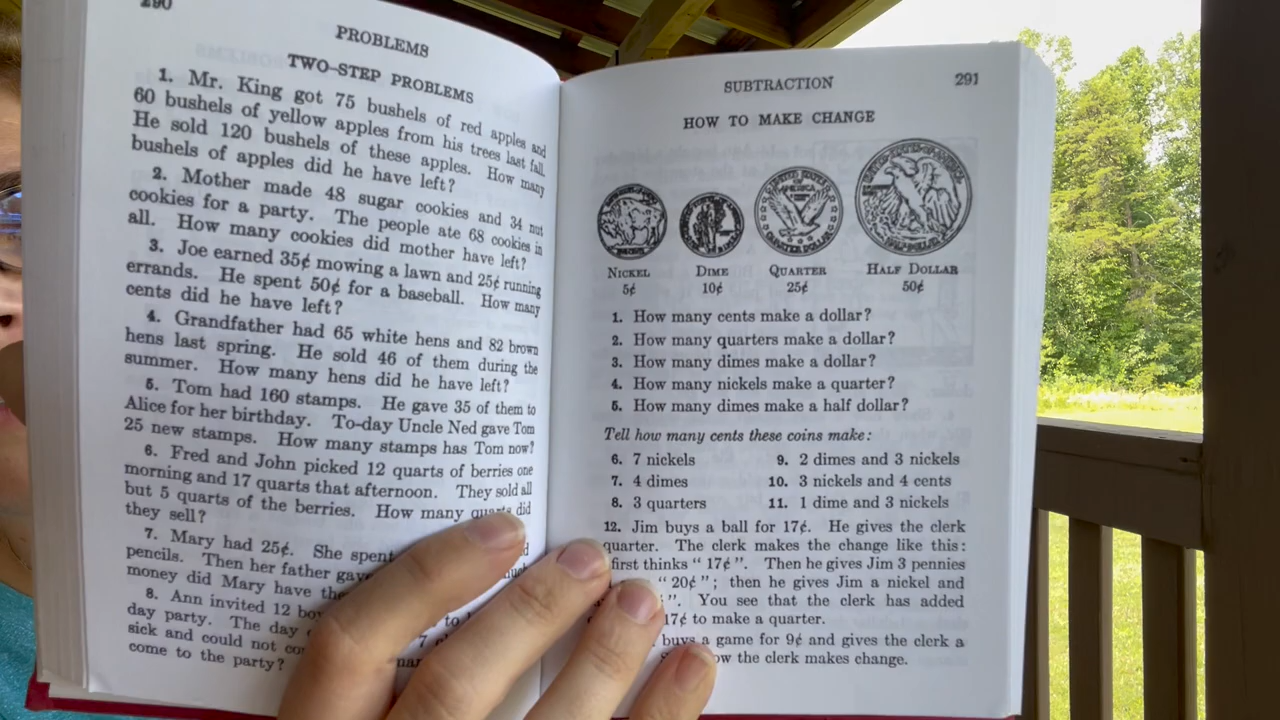 290
PROBLEMS
TWO-STEP PROBLEMS
1. Mr. King got 75 bushels of red apples and
60 bushels of yellow apples from his trees last fall.
He sold 120 bushels of these apples. How many
bushels of apples did he have left?
2. Mother made 48 sugar cookies and 34 nut
cookies for a party. The people ate 68 cookies in
all. How many cookies did mother have left?
3. Joe earned 35¢ mowing a lawn and 25¢ running
errands. He spent 50¢ for a baseball. How many
cents did he have left?
4. Grandfather had 65 white hens and 82 brown
hens last spring. He sold 46 of them during the
summer. How many hens did he have left?
5. Tom had 160 stamps. He gave 35 of them to
Alice for her birthday. To-day Uncle Ned gave Tom
25 new stamps. How many stamps has Tom now?
6. Fred and John picked 12 quarts of berries one
morning and 17 quarts that afternoon. They sold all
but 5 quarts of the berries. How many quarts did
they sell?
7. Mary had 25¢. She spent
pencils. Then her father gave
money did Mary have
8. Ann invited 12
day party. The day
sick and could not
come to the party?
SUBTRACTION
291
HOW TO MAKE CHANGE
NICKEL DIME QUARTER HALF DOLLAR
5¢ 10¢ 25¢ 50¢
1. How many cents make a dollar?
2. How many quarters make a dollar?
3. How many dimes make a dollar?
4. How many nickels make a quarter?
5. How many dimes make a half dollar?
Tell how many cents these coins make:
6. 7 nickels 9. 2 dimes and 3 nickels
7. 4 dimes 10. 3 nickels and 4 cents
8. 3 quarters 11. 1 dime and 3 nickels
12. Jim buys a ball for 17¢. He gives the clerk
quarter. The clerk makes the change like this:
first thinks "17¢". Then he gives Jim 3 pennies
"20¢"; then he gives Jim a nickel and
". You see that the clerk has added
17¢ to make a quarter.
buys a game for 9¢ and gives the clerk a
the clerk makes change.